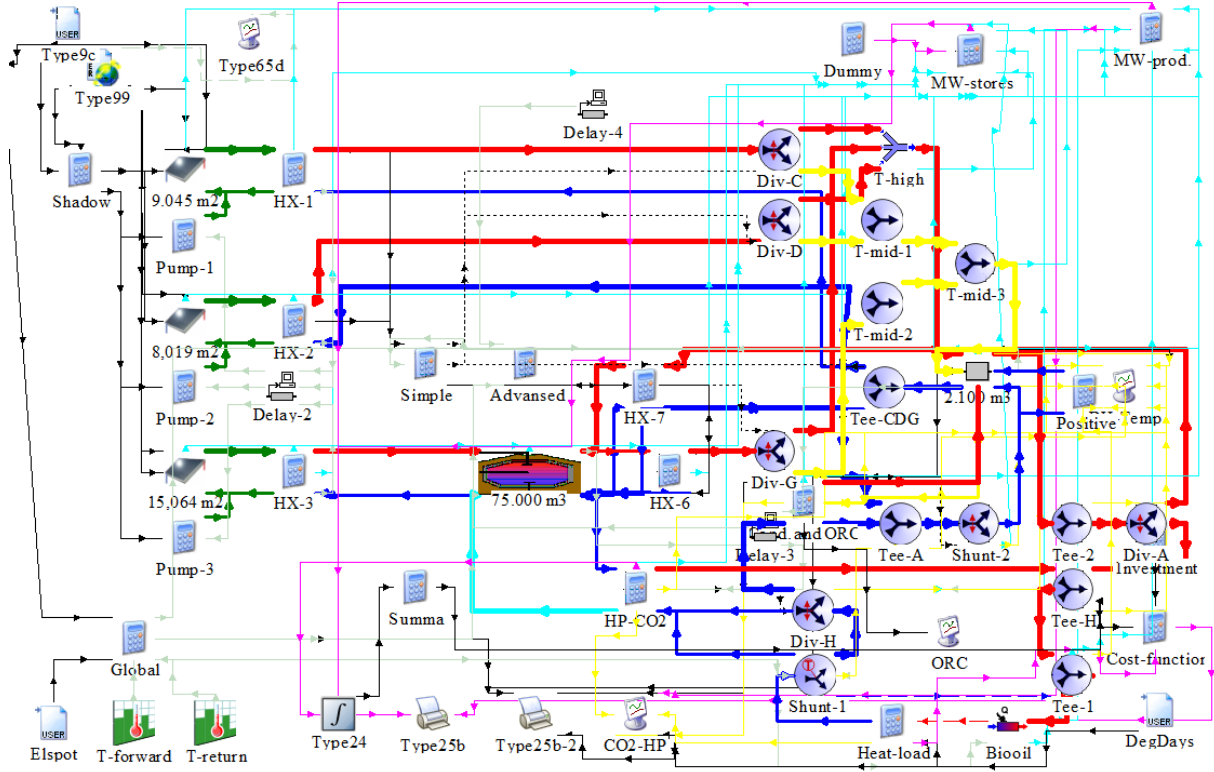 Type9c
Type65d
Type99
Dummy
MW-stores
MW-prod.
Delay-4
Shadow
9.045 m2
HX-1
Div-C
T-high
Pump-1
Div-D
T-mid-1
T-mid-3
T-mid-2
8,019 m2
HX-2
Pump-2
Delay-2
Simple
Advansed
HX-7
Tee-CDG
2.100 m3
Positive
Temp
15,064 m2
HX-3
75.000 m3
HX-6
Div-G
Pump-3
Delay-3
d. and ORC
Tee-A
Shunt-2
Tee-2
Div-A
Investment
Summa
HP-CO2
Div-H
ORC
Tee-H
Cost-function
Global
Shunt-1
Tee-1
Elspot
T-forward
T-return
Type24
Type25b
Type25b-2
CO2-HP
Heat-load
Biooil
DegDays